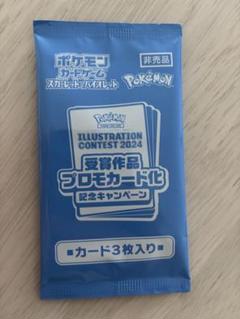 ポケモン
カードゲーム
スカーレット&バイオレット
非売品
POKÉMON
Pokémon
ILLUSTRATION
CONTEST 2024
受賞作品
プロモカード化
記念キャンペーン
■カード3枚入り■